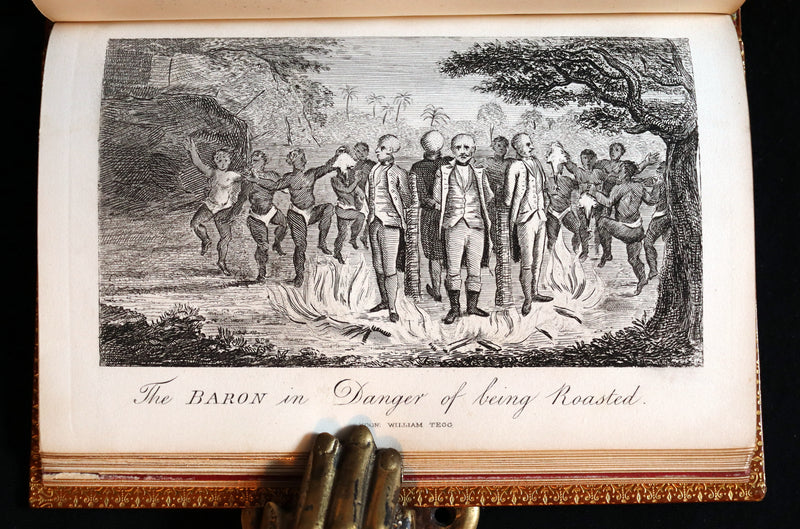 The BARON in Danger of being Roasted.
WILLIAM TEGG